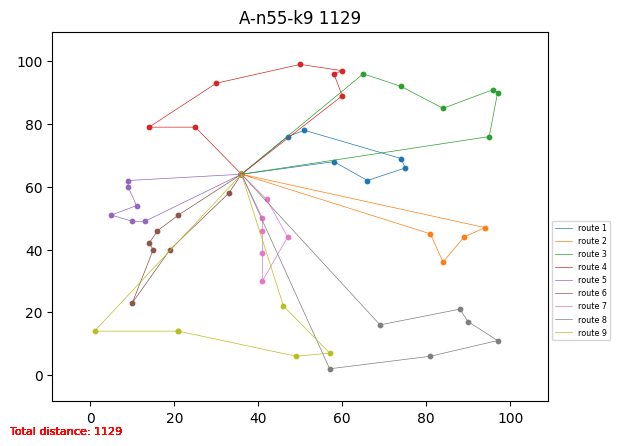 A-n55-k9 1129
100
80
60
40
20
0
0 20 40 60 80 100
route 1
route 2
route 3
route 4
route 5
route 6
route 7
route 8
route 9
Total distance: 1129